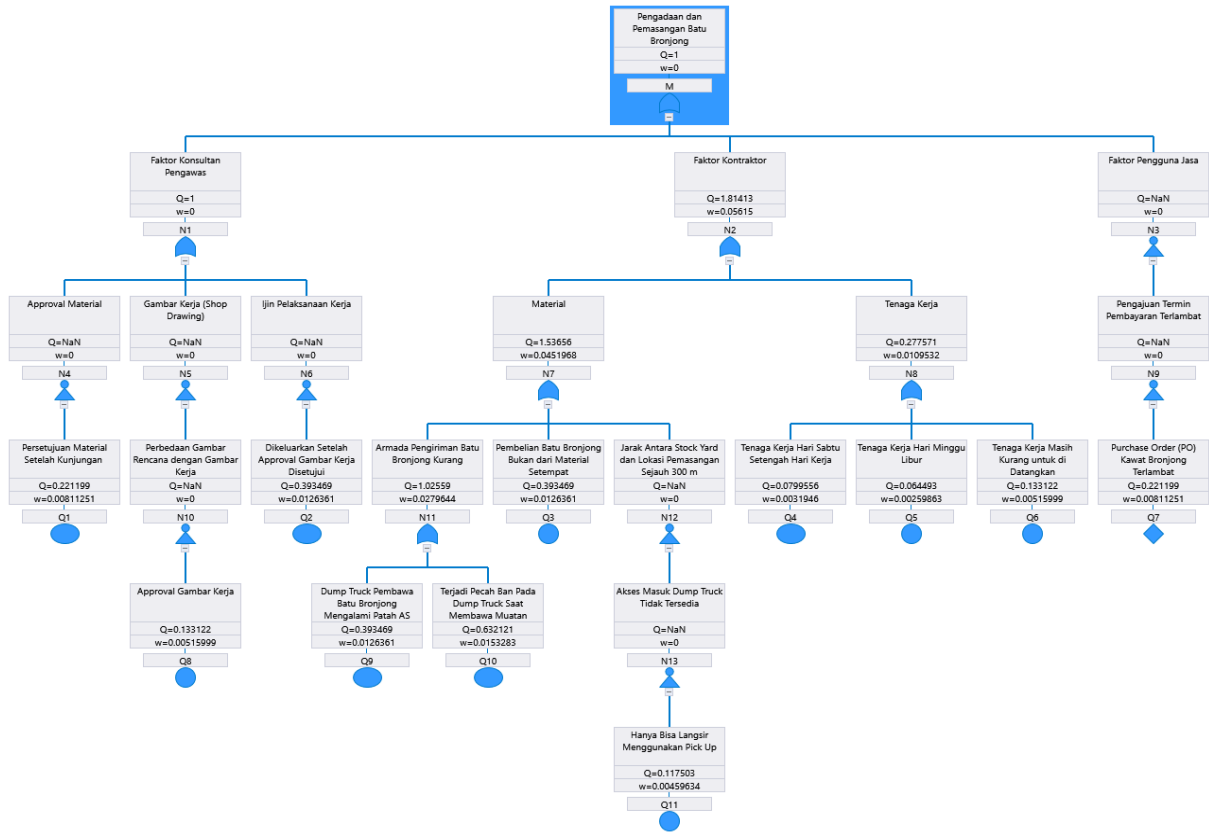 Pengadaan dan
Pemasangan Batu
Bronjong
Q=1
w=0
M
Faktor Konsultan
Pengawas
Q=1
w=0
N1
Faktor Kontraktor
Q=1.81413
w=0.05615
N2
Faktor Pengguna Jasa
Q=NaN
w=0
N3
Approval Material
Q=NaN
w=0
N4
Gambar Kerja (Shop
Drawing)
Q=NaN
w=0
N5
Ijin Pelaksanaan Kerja
Q=NaN
w=0
N6
Material
Q=1.53656
w=0.0451968
N7
Tenaga Kerja
Q=0.277571
w=0.0109532
N8
Pengajuan Termin
Pembayaran Terlambat
Q=NaN
w=0
N9
Persetujuan Material
Setelah Kunjungan
Q=0.221199
w=0.00811251
Q1
Perbedaan Gambar
Rencana dengan Gambar
Kerja
Q=NaN
w=0
N10
Dikeluarkan Setelah
Approval Gambar Kerja
Disetujui
Q=0.393469
w=0.0126361
Q2
Armada Pengiriman Batu
Bronjong Kurang
Q=1.02559
w=0.0279644
N11
Pembelian Batu Bronjong
Bukan dari Material
Setempat
Q=0.393469
w=0.0126361
Q3
Jarak Antara Stock Yard
dan Lokasi Pemasangan
Sejauh 300 m
Q=NaN
w=0
N12
Tenaga Kerja Hari Sabtu
Setengah Hari Kerja
Q=0.0799556
w=0.0031946
Q4
Tenaga Kerja Hari Minggu
Libur
Q=0.064493
w=0.00259863
Q5
Tenaga Kerja Masih
Kurang untuk di
Datangkan
Q=0.133122
w=0.00515999
Q6
Purchase Order (PO)
Kawat Bronjong
Terlambat
Q=0.221199
w=0.00811251
Q7
Approval Gambar Kerja
Q=0.133122
w=0.00515999
Q8
Dump Truck Pembawa
Batu Bronjong
Mengalami Patah AS
Q=0.393469
w=0.0126361
Q9
Terjadi Pecah Ban Pada
Dump Truck Saat
Membawa Muatan
Q=0.632121
w=0.0153283
Q10
Akses Masuk Dump Truck
Tidak Tersedia
Q=NaN
w=0
N13
Hanya Bisa Langsir
Menggunakan Pick Up
Q=0.117503
w=0.00459634
Q11